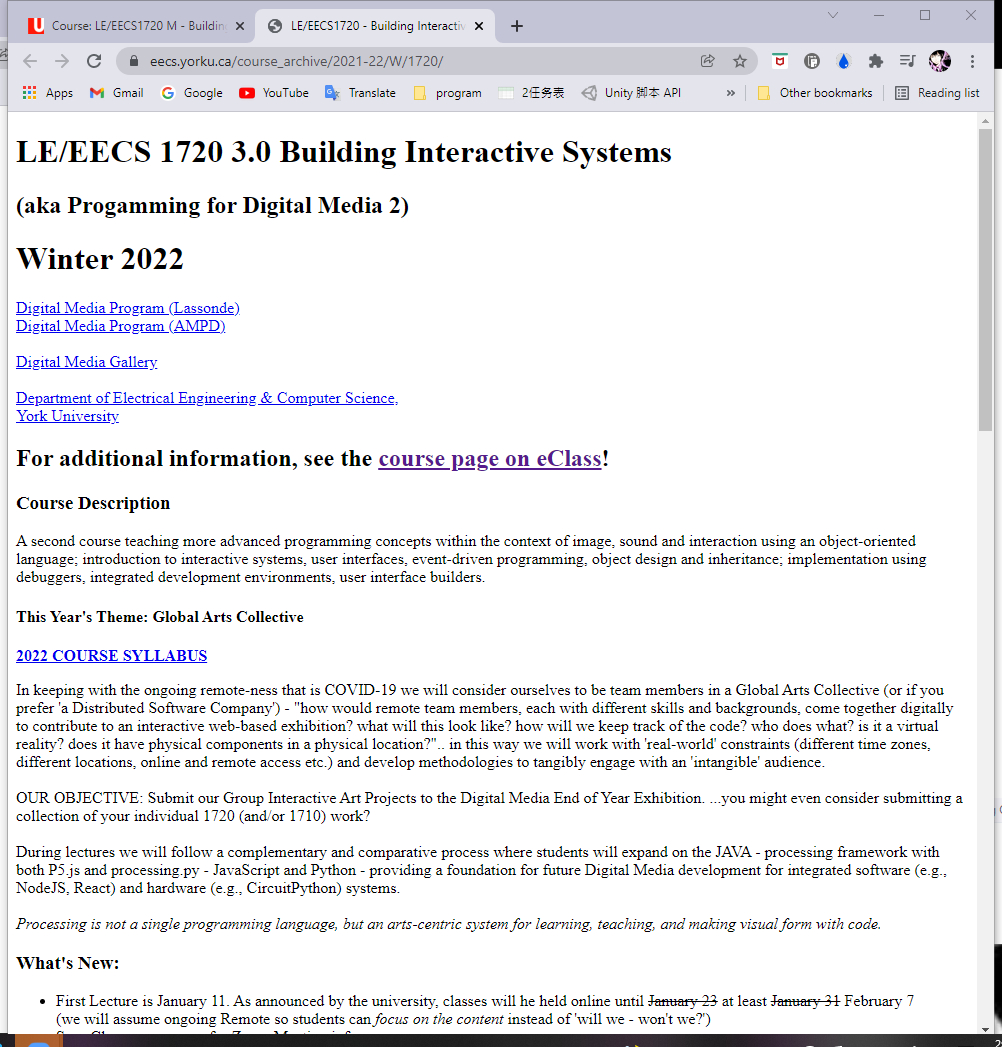 Course: LE/EECS1720 M - Buildin
LE/EECS1720 - Building Interactiv
eecs.yorku.ca/course_archive/2021-22/W/1720/
Apps Gmail Google YouTube Translate program 2任务表 Unity 脚本 API » Other bookmarks Reading list
LE/EECS 1720 3.0 Building Interactive Systems
(aka Progamming for Digital Media 2)
Winter 2022
Digital Media Program (Lassonde)
Digital Media Program (AMPD)
Digital Media Gallery
Department of Electrical Engineering & Computer Science,
York University
For additional information, see the course page on eClass!
Course Description
A second course teaching more advanced programming concepts within the context of image, sound and interaction using an object-oriented
language; introduction to interactive systems, user interfaces, event-driven programming, object design and inheritance; implementation using
debuggers, integrated development environments, user interface builders.
This Year's Theme: Global Arts Collective
2022 COURSE SYLLABUS
In keeping with the ongoing remote-ness that is COVID-19 we will consider ourselves to be team members in a Global Arts Collective (or if you
prefer 'a Distributed Software Company') - "how would remote team members, each with different skills and backgrounds, come together digitally
to contribute to an interactive web-based exhibition? what will this look like? how will we keep track of the code? who does what? is it a virtual
reality? does it have physical components in a physical location?".. in this way we will work with 'real-world' constraints (different time zones,
different locations, online and remote access etc.) and develop methodologies to tangibly engage with an 'intangible' audience.
OUR OBJECTIVE: Submit our Group Interactive Art Projects to the Digital Media End of Year Exhibition. ...you might even consider submitting a
collection of your individual 1720 (and/or 1710) work?
During lectures we will follow a complementary and comparative process where students will expand on the JAVA - processing framework with
both P5.js and processing.py - JavaScript and Python - providing a foundation for future Digital Media development for integrated software (e.g.,
NodeJS, React) and hardware (e.g., CircuitPython) systems.
Processing is not a single programming language, but an arts-centric system for learning, teaching, and making visual form with code.
What's New:
• First Lecture is January 11. As announced by the university, classes will he held online until January 23 at least January 31 February 7
(we will assume ongoing Remote so students can focus on the content instead of 'will we - won't we?')